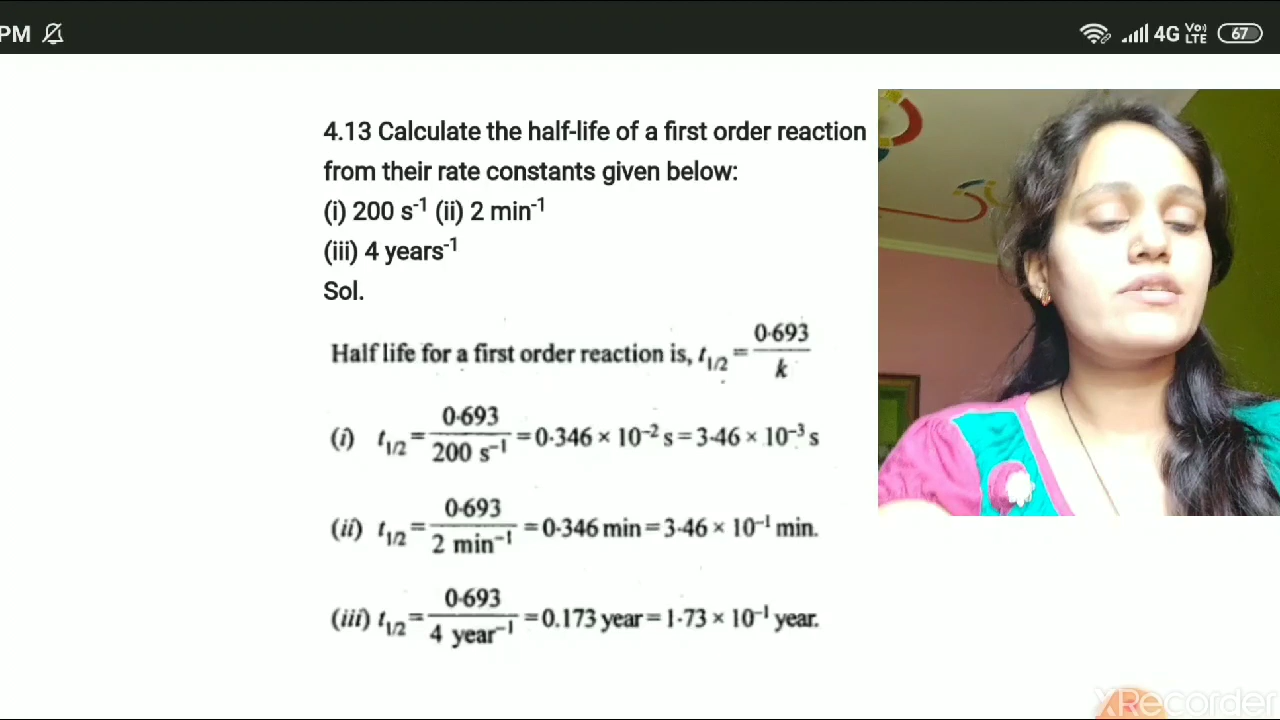 PM 4G Vo) LTE 67
4.13 Calculate the half-life of a first order reaction
from their rate constants given below:
(i) 200 s⁻¹ (ii) 2 min⁻¹
(iii) 4 years⁻¹
Sol.
Half life for a first order reaction is, t₁/₂ = 0·693 / k
(i) t₁/₂ = 0·693 / 200 s⁻¹ = 0·346 × 10⁻² s = 3·46 × 10⁻³ s
(ii) t₁/₂ = 0·693 / 2 min⁻¹ = 0·346 min = 3·46 × 10⁻¹ min.
(iii) t₁/₂ = 0·693 / 4 year⁻¹ = 0.173 year = 1·73 × 10⁻¹ year.
XRecorder